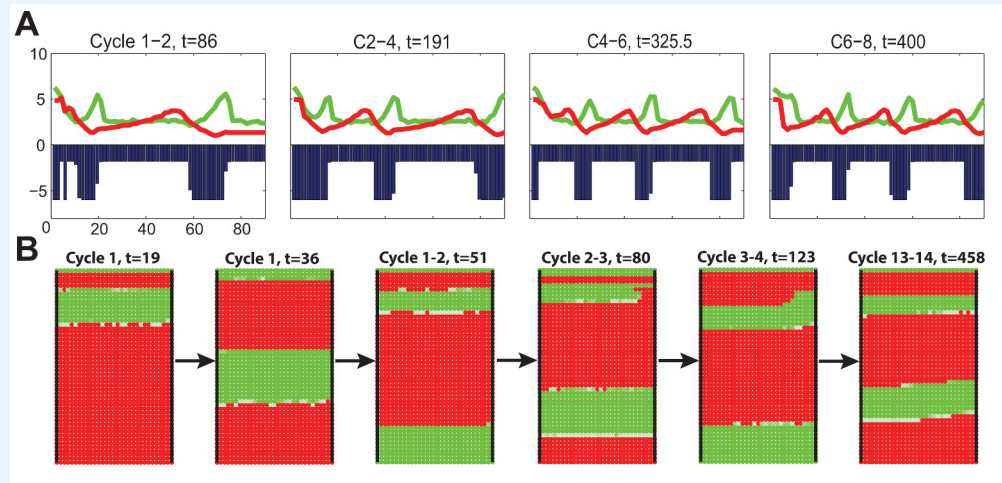 A
Cycle 1−2, t=86
C2−4, t=191
C4−6, t=325.5
C6−8, t=400
10
5
0
−5
0 20 40 60 80
B
Cycle 1, t=19
Cycle 1, t=36
Cycle 1-2, t=51
Cycle 2-3, t=80
Cycle 3-4, t=123
Cycle 13-14, t=458